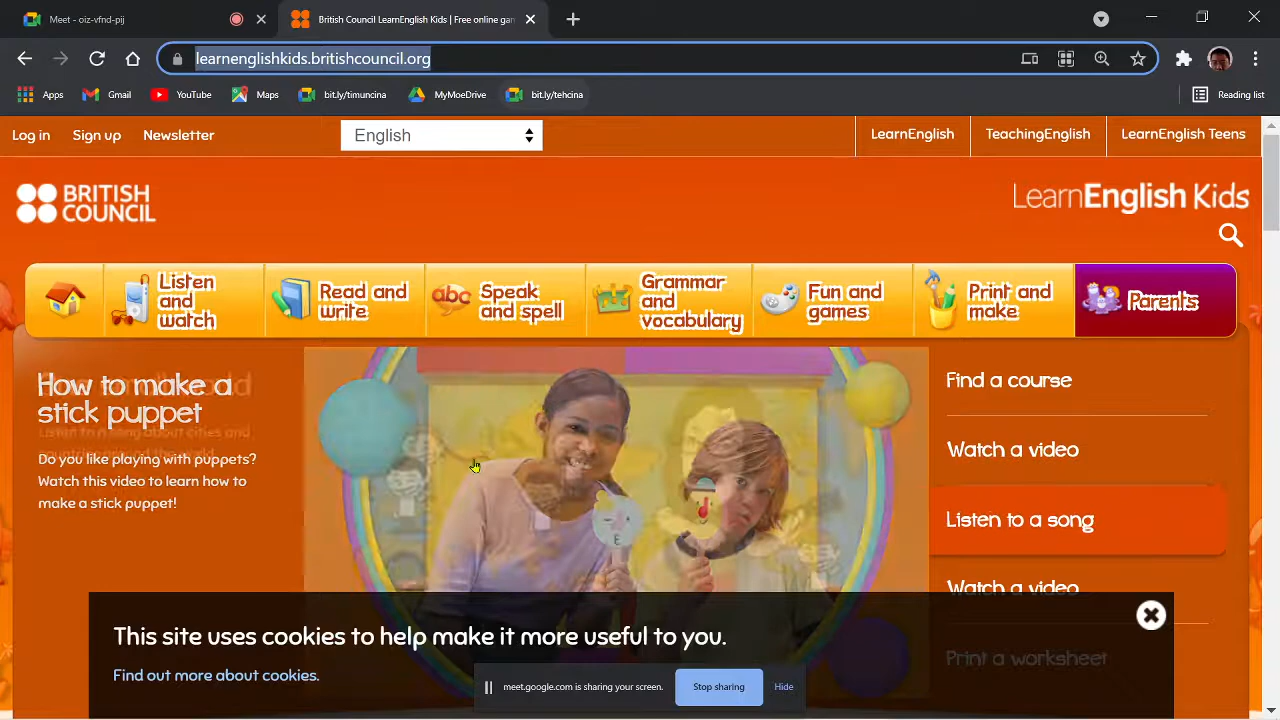 Meet - oiz-vfnd-pij
British Council LearnEnglish Kids | Free online gam
learnenglishkids.britishcouncil.org
Apps Gmail YouTube Maps bit.ly/timuncina MyMoeDrive bit.ly/tehcina Reading list
Log in Sign up Newsletter English LearnEnglish TeachingEnglish LearnEnglish Teens
BRITISH
COUNCIL
LearnEnglish Kids
Listen
and
watch
Read and
write
abc
Speak
and spell
Grammar
and
vocabulary
Fun and
games
Print and
make
Parents
How to make a
stick puppet
Listen to a song about cities and
Do you like playing with puppets?
Watch this video to learn how to
make a stick puppet!
Find a course
Watch a video
Listen to a song
Watch a video
Print a worksheet
This site uses cookies to help make it more useful to you.
Find out more about cookies.
meet.google.com is sharing your screen. Stop sharing Hide